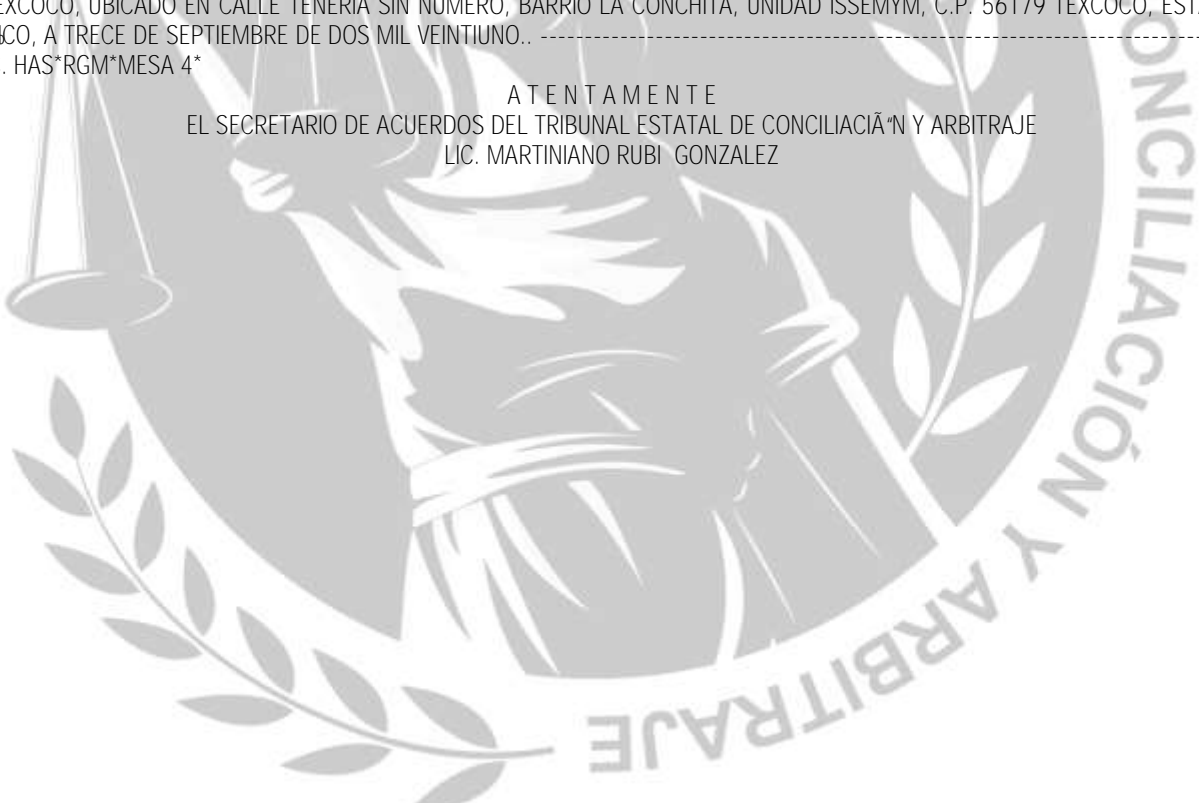 EXCOCO, UBICADO EN CALLE TENERIA SIN NUMERO, BARRIO LA CONCHITA, UNIDAD ISSEMYM, C.P. 56179 TEXCOCO, EST
CO, A TRECE DE SEPTIEMBRE DE DOS MIL VEINTIUNO.. --------------------------------------------------------------------------------
. HAS*RGM*MESA 4*
A T E N T A M E N T E
EL SECRETARIO DE ACUERDOS DEL TRIBUNAL ESTATAL DE CONCILIACIÃ“N Y ARBITRAJE
LIC. MARTINIANO RUBI GONZALEZ
ONCILIACIÓN Y ARBITRAJE